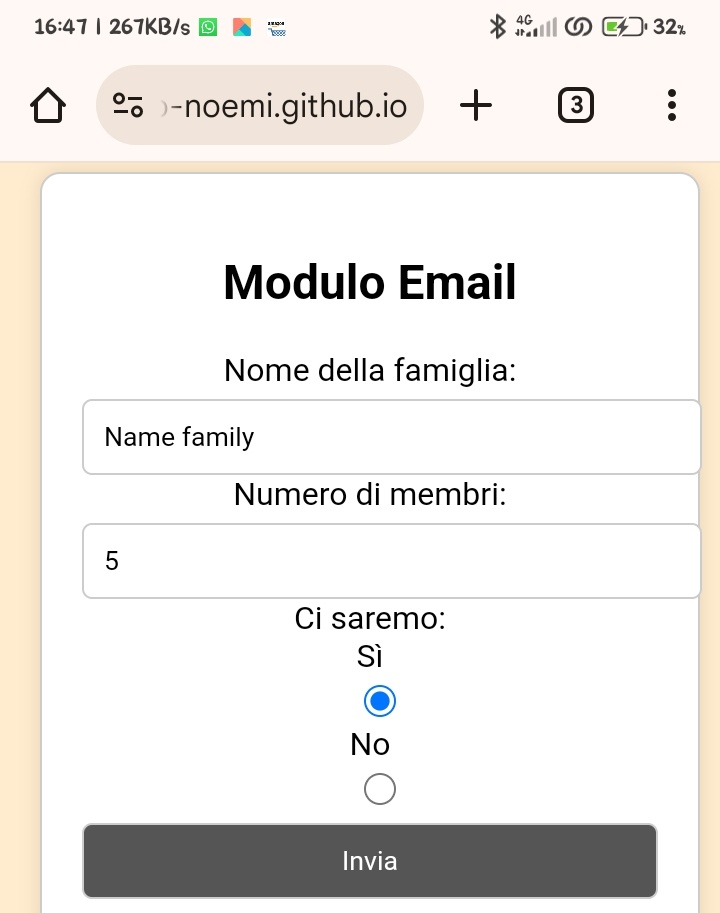 16:47 | 267KB/s
4G
32%
-noemi.github.io
3
Modulo Email
Nome della famiglia:
Name family
Numero di membri:
5
Ci saremo:
Sì
No
Invia